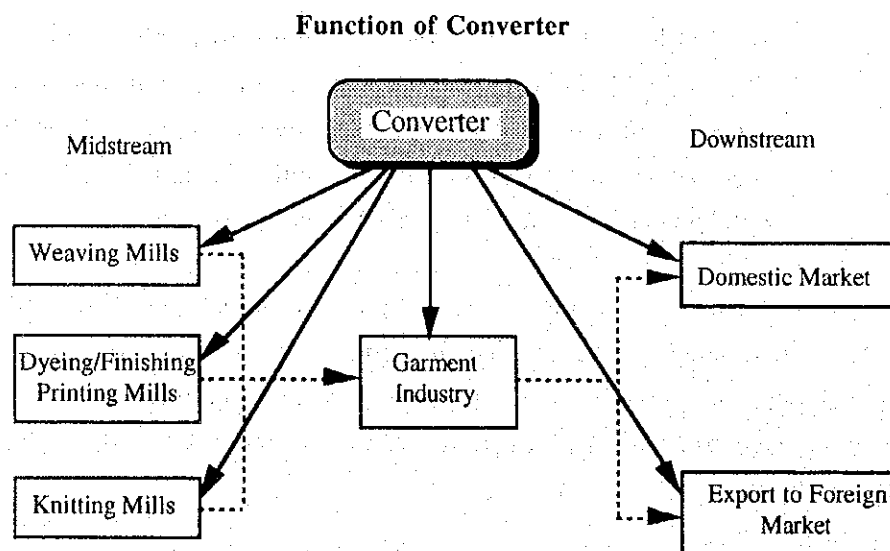 Function of Converter
Converter
Midstream
Downstream
Weaving Mills
Domestic Market
Dyeing/Finishing
Printing Mills
Garment
Industry
Knitting Mills
Export to Foreign
Market